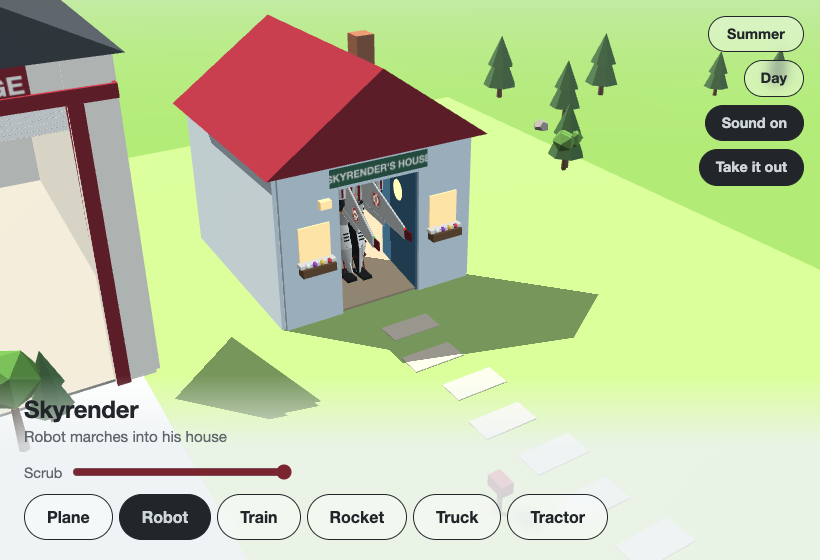 GE
SKYRENDER'S HOUSE
Summer
Day
Sound on
Take it out
Skyrender
Robot marches into his house
Scrub
Plane Robot Train Rocket Truck Tractor